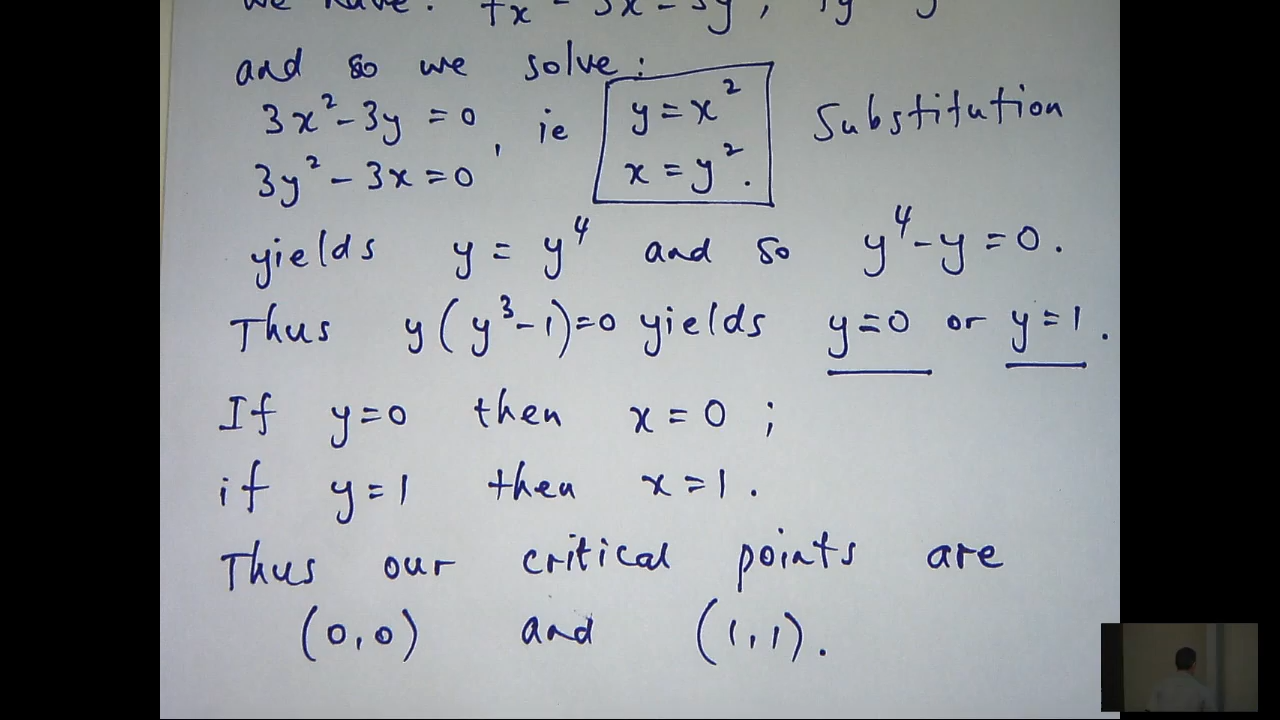 and so we solve:
3x²-3y = 0, ie y = x² Substitution
3y² - 3x = 0 x = y².
yields y = y⁴ and so y⁴-y = 0.
Thus y(y³-1)=0 yields y=0 or y=1.
If y=0 then x=0;
if y=1 then x=1.
Thus our critical points are
(0,0) and (1,1).